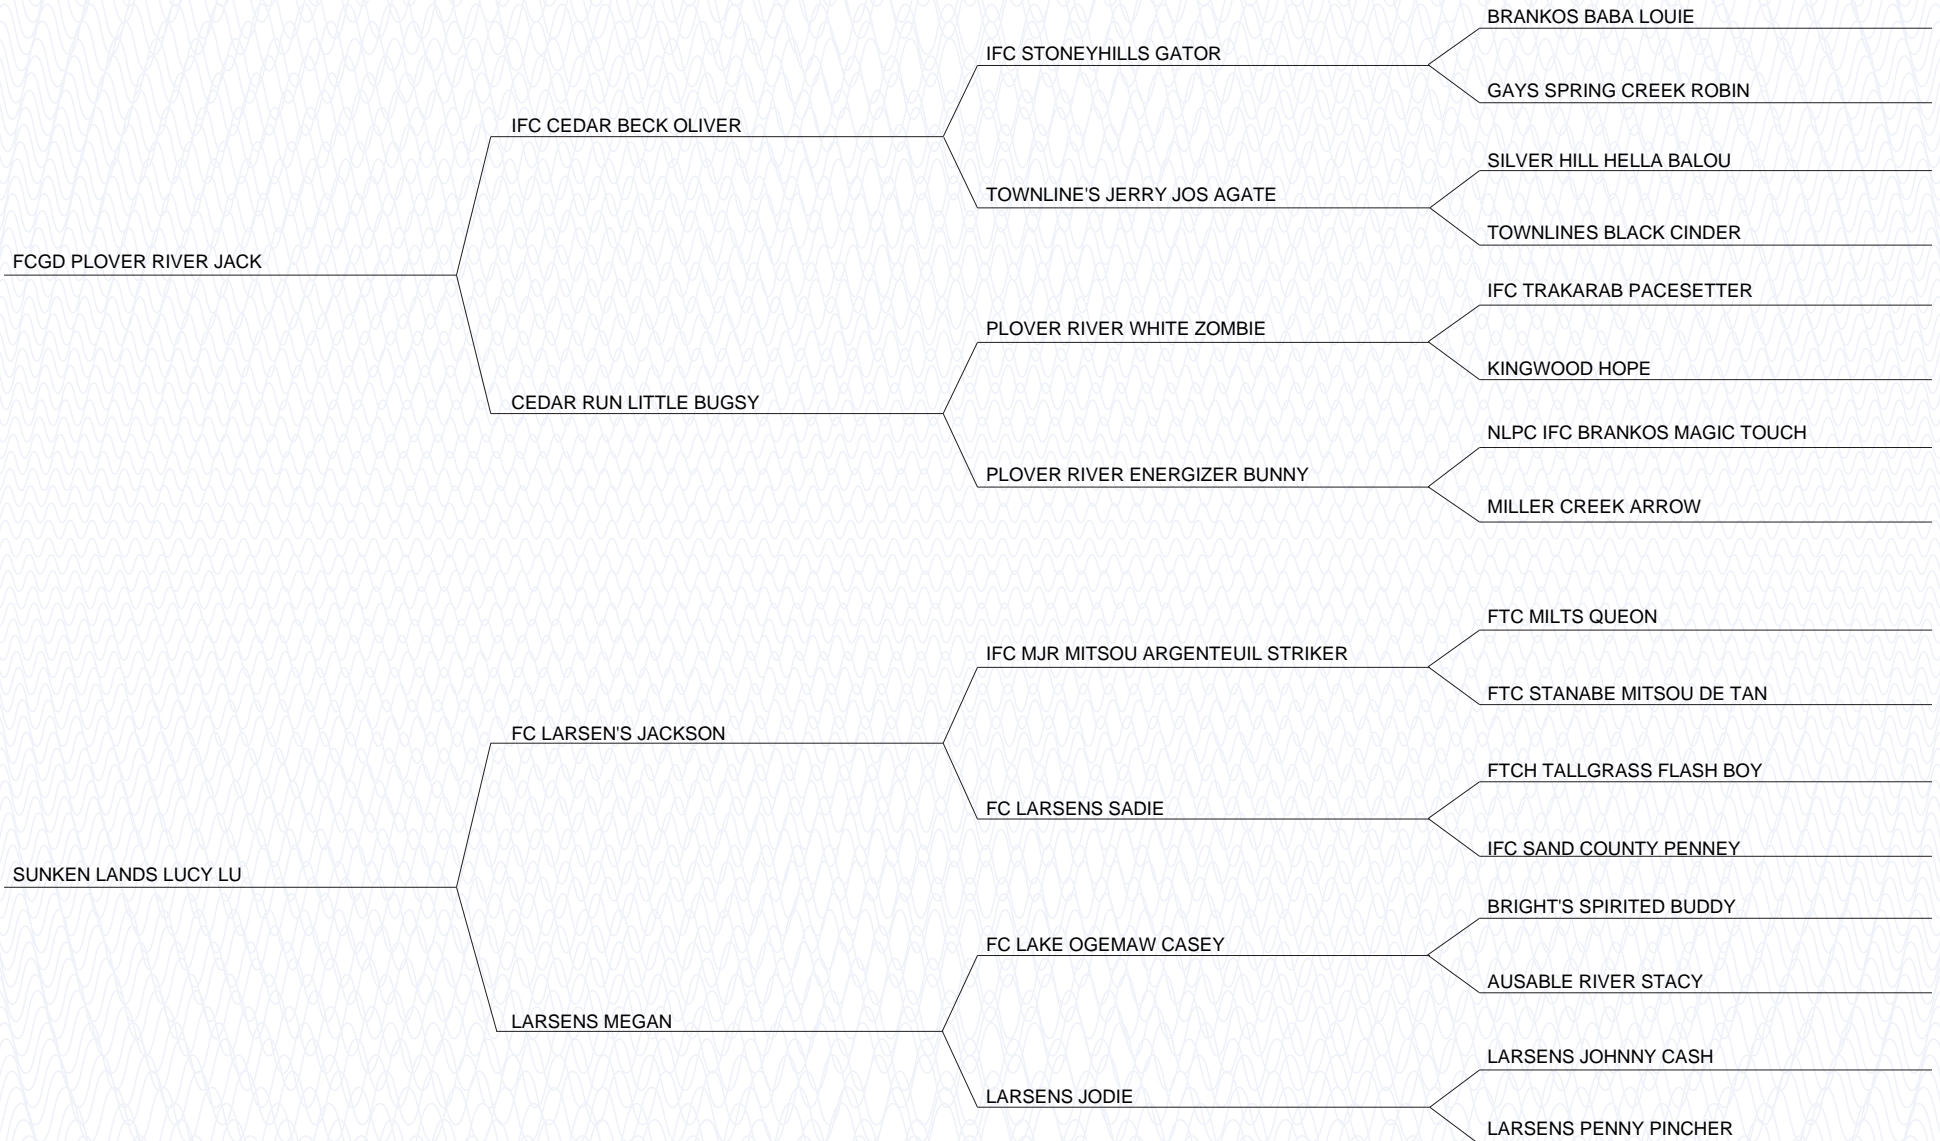 BRANKOS BABA LOUIE
IFC STONEYHILLS GATOR
GAYS SPRING CREEK ROBIN
IFC CEDAR BECK OLIVER
SILVER HILL HELLA BALOU
TOWNLINE'S JERRY JOS AGATE
TOWNLINES BLACK CINDER
FCGD PLOVER RIVER JACK
IFC TRAKARAB PACESETTER
PLOVER RIVER WHITE ZOMBIE
KINGWOOD HOPE
CEDAR RUN LITTLE BUGSY
NLPC IFC BRANKOS MAGIC TOUCH
PLOVER RIVER ENERGIZER BUNNY
MILLER CREEK ARROW
FTC MILTS QUEON
IFC MJR MITSOU ARGENTEUIL STRIKER
FTC STANABE MITSOU DE TAN
FC LARSEN'S JACKSON
FTCH TALLGRASS FLASH BOY
FC LARSENS SADIE
IFC SAND COUNTY PENNEY
SUNKEN LANDS LUCY LU
BRIGHT'S SPIRITED BUDDY
FC LAKE OGEMAW CASEY
AUSABLE RIVER STACY
LARSENS MEGAN
LARSENS JOHNNY CASH
LARSENS JODIE
LARSENS PENNY PINCHER